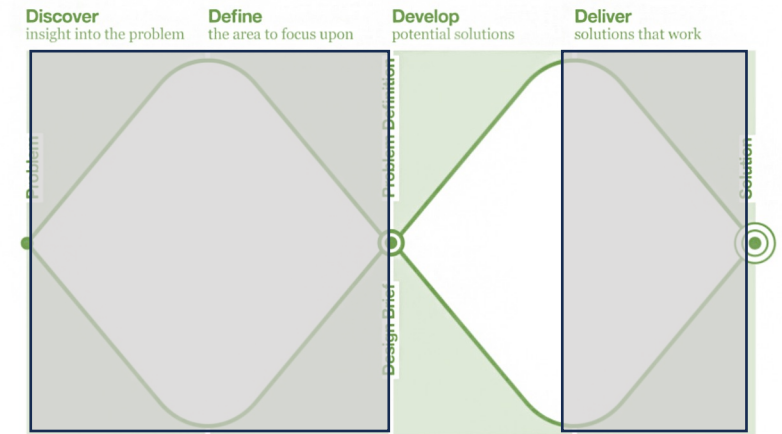 Discover
insight into the problem
Define
the area to focus upon
Develop
potential solutions
Deliver
solutions that work
Problem
Problem Definition
Design Brief
Solution